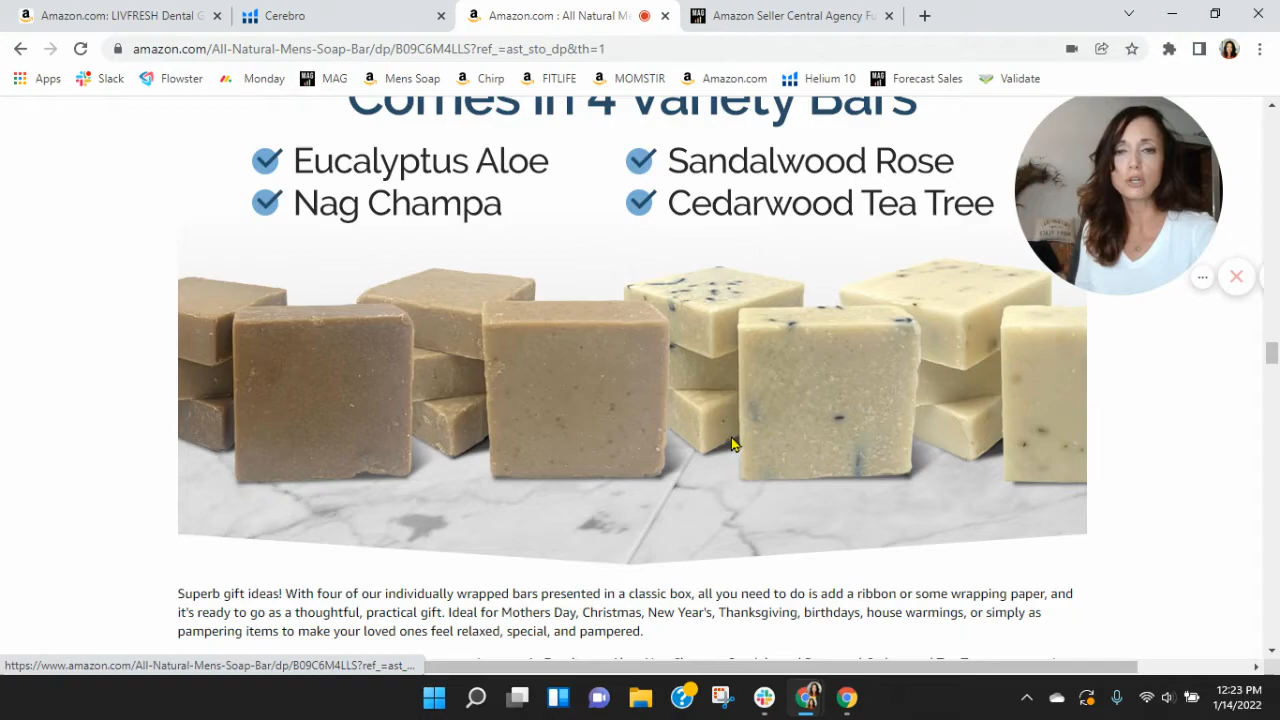 Amazon.com: LIVFRESH Dental G
Cerebro
Amazon.com : All Natural M
Amazon Seller Central Agency Fu
amazon.com/All-Natural-Mens-Soap-Bar/dp/B09C6M4LLS?ref_=ast_sto_dp&th=1
Apps Slack Flowster Monday MAG Mens Soap Chirp FITLIFE MOMSTIR Amazon.com Helium 10 Forecast Sales Validate
Comes in 4 Variety Bars
Eucalyptus Aloe
Sandalwood Rose
Nag Champa
Cedarwood Tea Tree
Superb gift ideas! With four of our individually wrapped bars presented in a classic box, all you need to do is add a ribbon or some wrapping paper, and
it's ready to go as a thoughtful, practical gift. Ideal for Mothers Day, Christmas, New Year's, Thanksgiving, birthdays, house warmings, or simply as
pampering items to make your loved ones feel relaxed, special, and pampered.
https://www.amazon.com/All-Natural-Mens-Soap-Bar/dp/B09C6M4LLS?ref_=ast_...
12:23 PM
1/14/2022